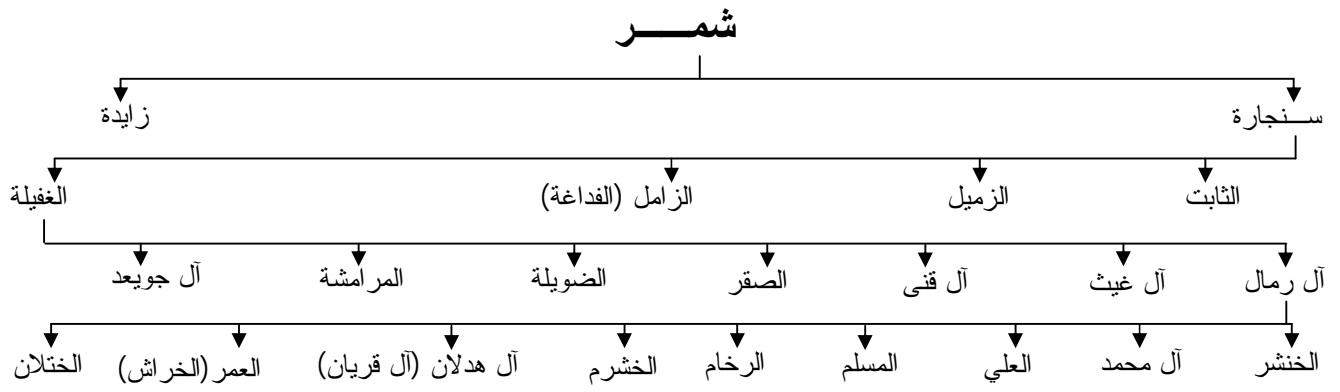 شمـــــر
سـنجارة زايدة
الثابت الزميل الزامل (الفداغة) الغفيلة
آل رمال آل غيث آل قنى الصقر الضويلة المرامشة آل جويعد
الخنشر آل محمد العلي المسلم الرخام الخشرم آل هدلان (آل قريان) العمر (الخراش) الختلان